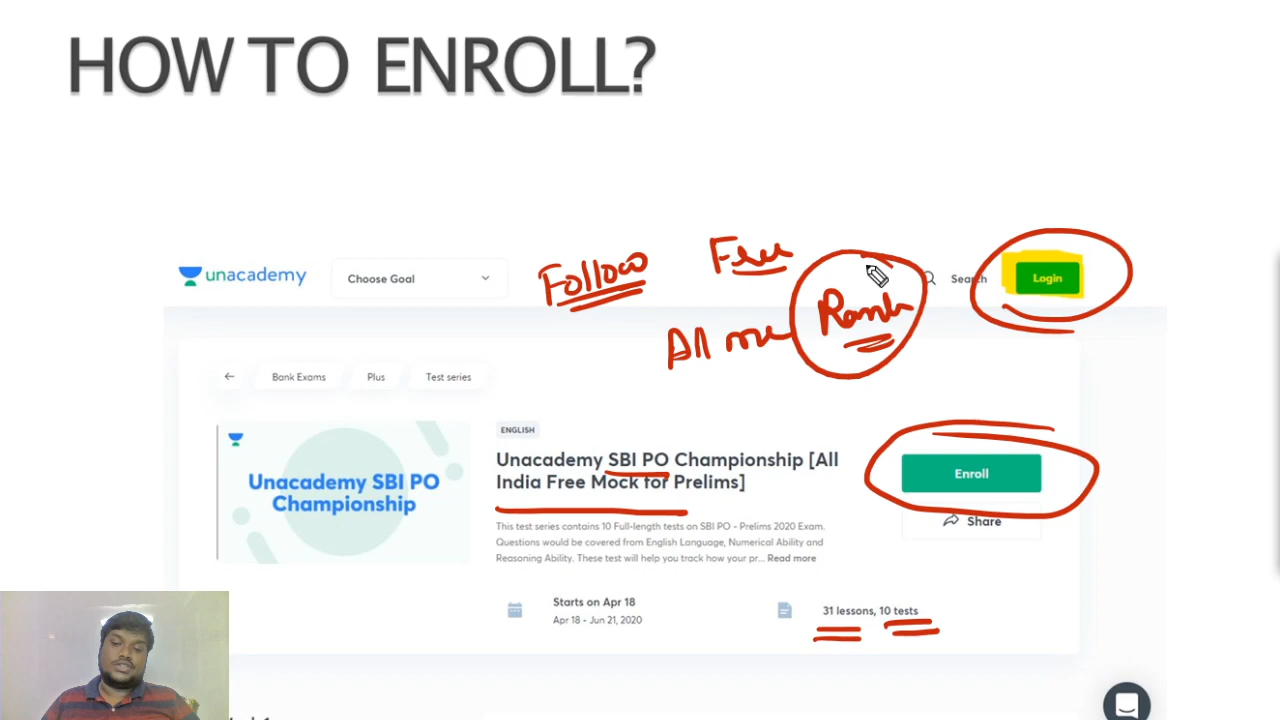 HOW TO ENROLL?
unacademy
Choose Goal
Follow
Free
All
Rank
Search
Login
Bank Exams
Plus
Test series
Unacademy SBI PO
Championship
ENGLISH
Unacademy SBI PO Championship [All
India Free Mock for Prelims]
This test series contains 10 Full-length tests on SBI PO - Prelims 2020 Exam.
Questions would be covered from English Language, Numerical Ability and
Reasoning Ability. These test will help you track how your pr... Read more
Enroll
Share
Starts on Apr 18
Apr 18 - Jun 21, 2020
31 lessons, 10 tests